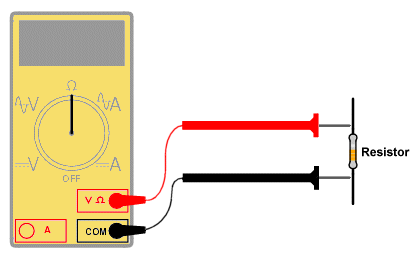 Ω
V A
V A
OFF
V Ω
A COM
Resistor